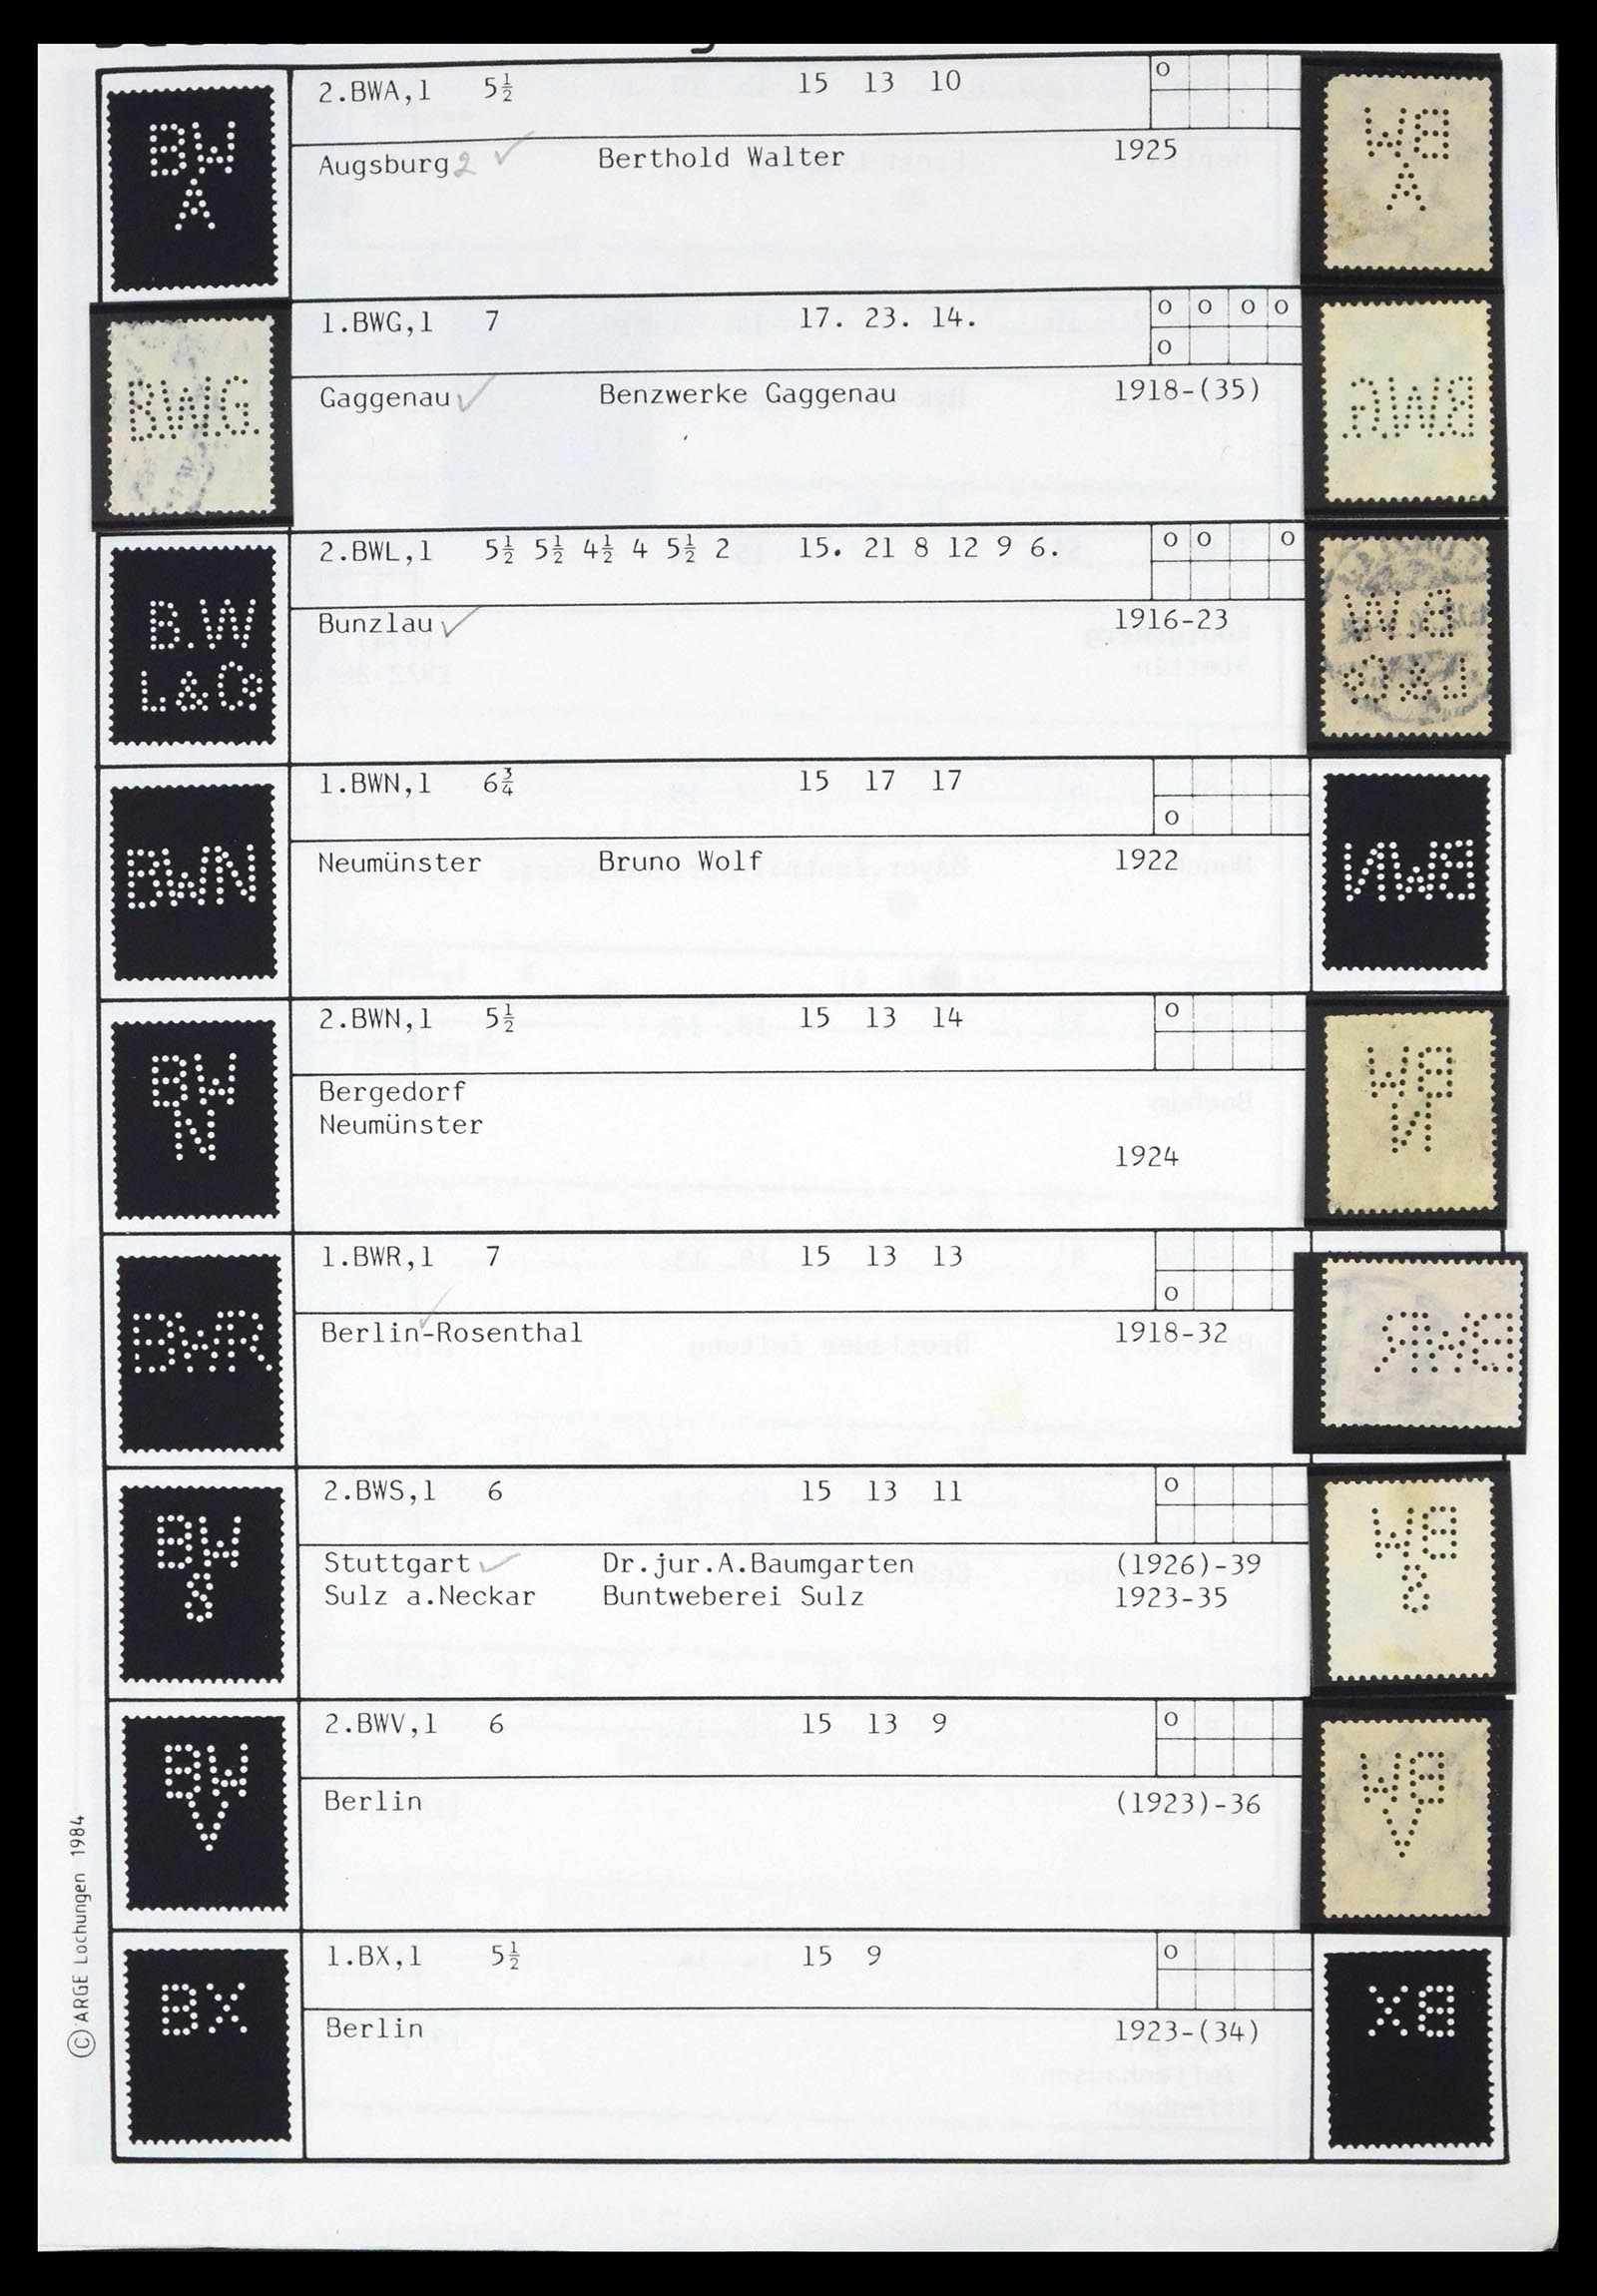 BW
A
2.BWA,1 5½ 15 13 10 o
Augsburg 2 ✓ Berthold Walter 1925
BWG.
1.BWG,1 7 17. 23. 14. o o o o
o
Gaggenau ✓ Benzwerke Gaggenau 1918-(35)
B.W
L&Co
2.BWL,1 5½ 5½ 4½ 4 5½ 2 15. 21 8 12 9 6. o o o
Bunzlau ✓ 1916-23
BWN
1.BWN,1 6¾ 15 17 17
o
Neumünster Bruno Wolf 1922
BW
N
2.BWN,1 5½ 15 13 14 o
Bergedorf
Neumünster
1924
BWR
1.BWR,1 7 15 13 13
o
Berlin-Rosenthal ✓ 1918-32
BW
S
2.BWS,1 6 15 13 11 o
Stuttgart ✓ Dr.jur.A.Baumgarten (1926)-39
Sulz a.Neckar Buntweberei Sulz 1923-35
BW
V
2.BWV,1 6 15 13 9 o
Berlin (1923)-36
BX
1.BX,1 5½ 15 9 o
Berlin 1923-(34)
© ARGE Lochungen 1984